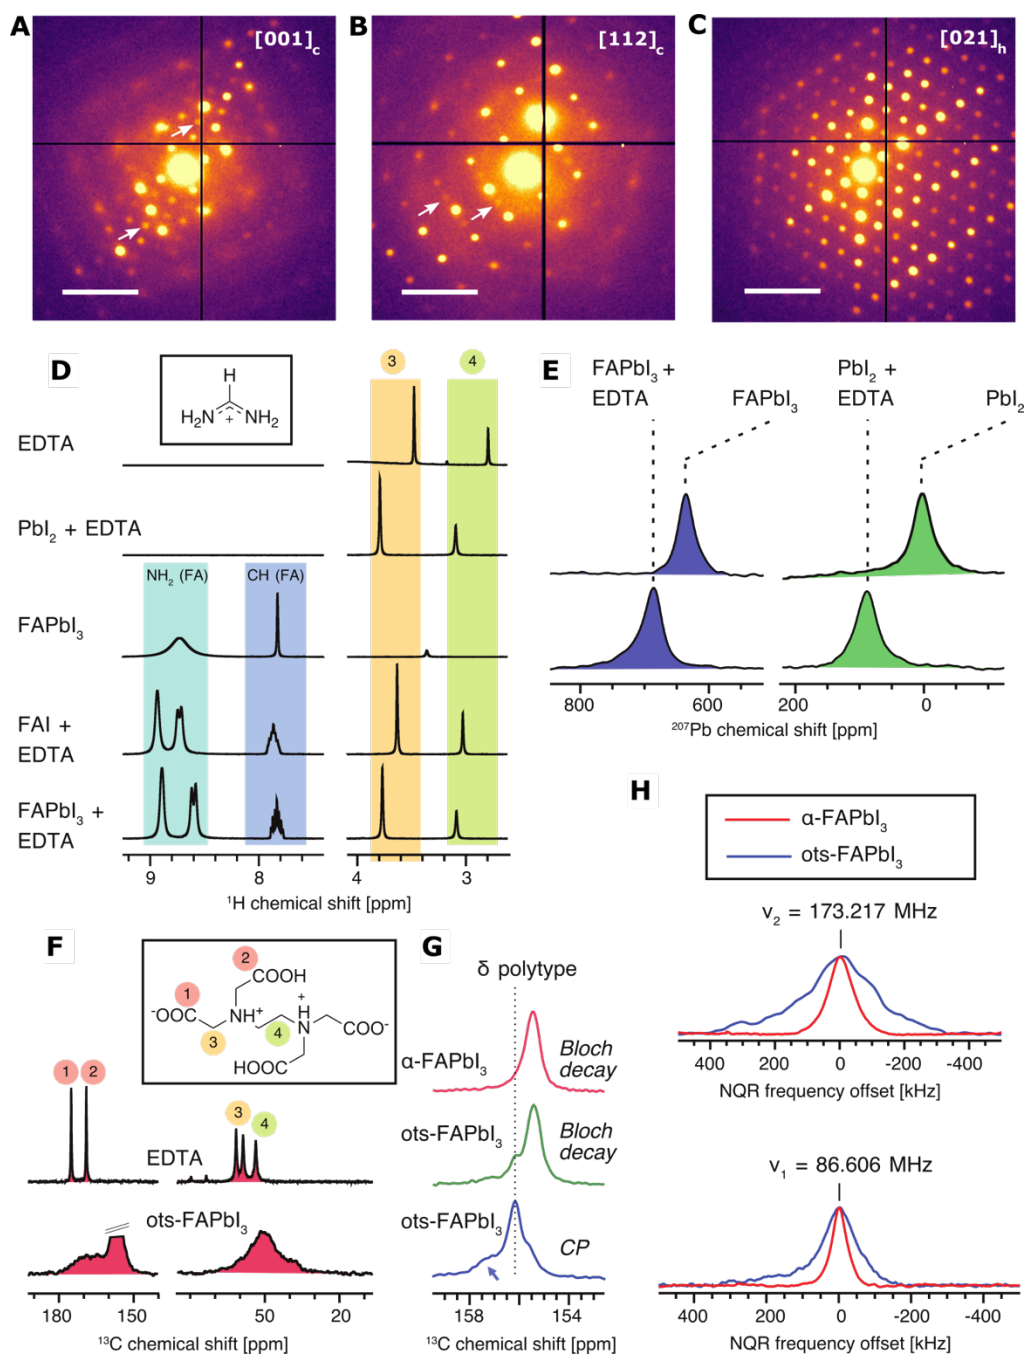 A
[001]c
B
[112]c
C
[021]h
D
H
H2N
NH2
+
3
4
EDTA
PbI2 + EDTA
NH2 (FA)
CH (FA)
FAPbI3
FAI +
EDTA
FAPbI3 +
EDTA
9
8
4
3
1H chemical shift [ppm]
E
FAPbI3 +
EDTA
FAPbI3
PbI2 +
EDTA
PbI2
800
600
200
0
207Pb chemical shift [ppm]
F
1
2
3
4
-OOC
COOH
NH+
+
HN
COO-
HOOC
1
2
3
4
EDTA
ots-FAPbI3
180
150
50
20
13C chemical shift [ppm]
G
δ polytype
α-FAPbI3
Bloch
decay
ots-FAPbI3
Bloch
decay
ots-FAPbI3
CP
158
154
13C chemical shift [ppm]
H
α-FAPbI3
ots-FAPbI3
ν2 = 173.217 MHz
400
200
0
-200
-400
NQR frequency offset [kHz]
ν1 = 86.606 MHz
400
200
0
-200
-400
NQR frequency offset [kHz]